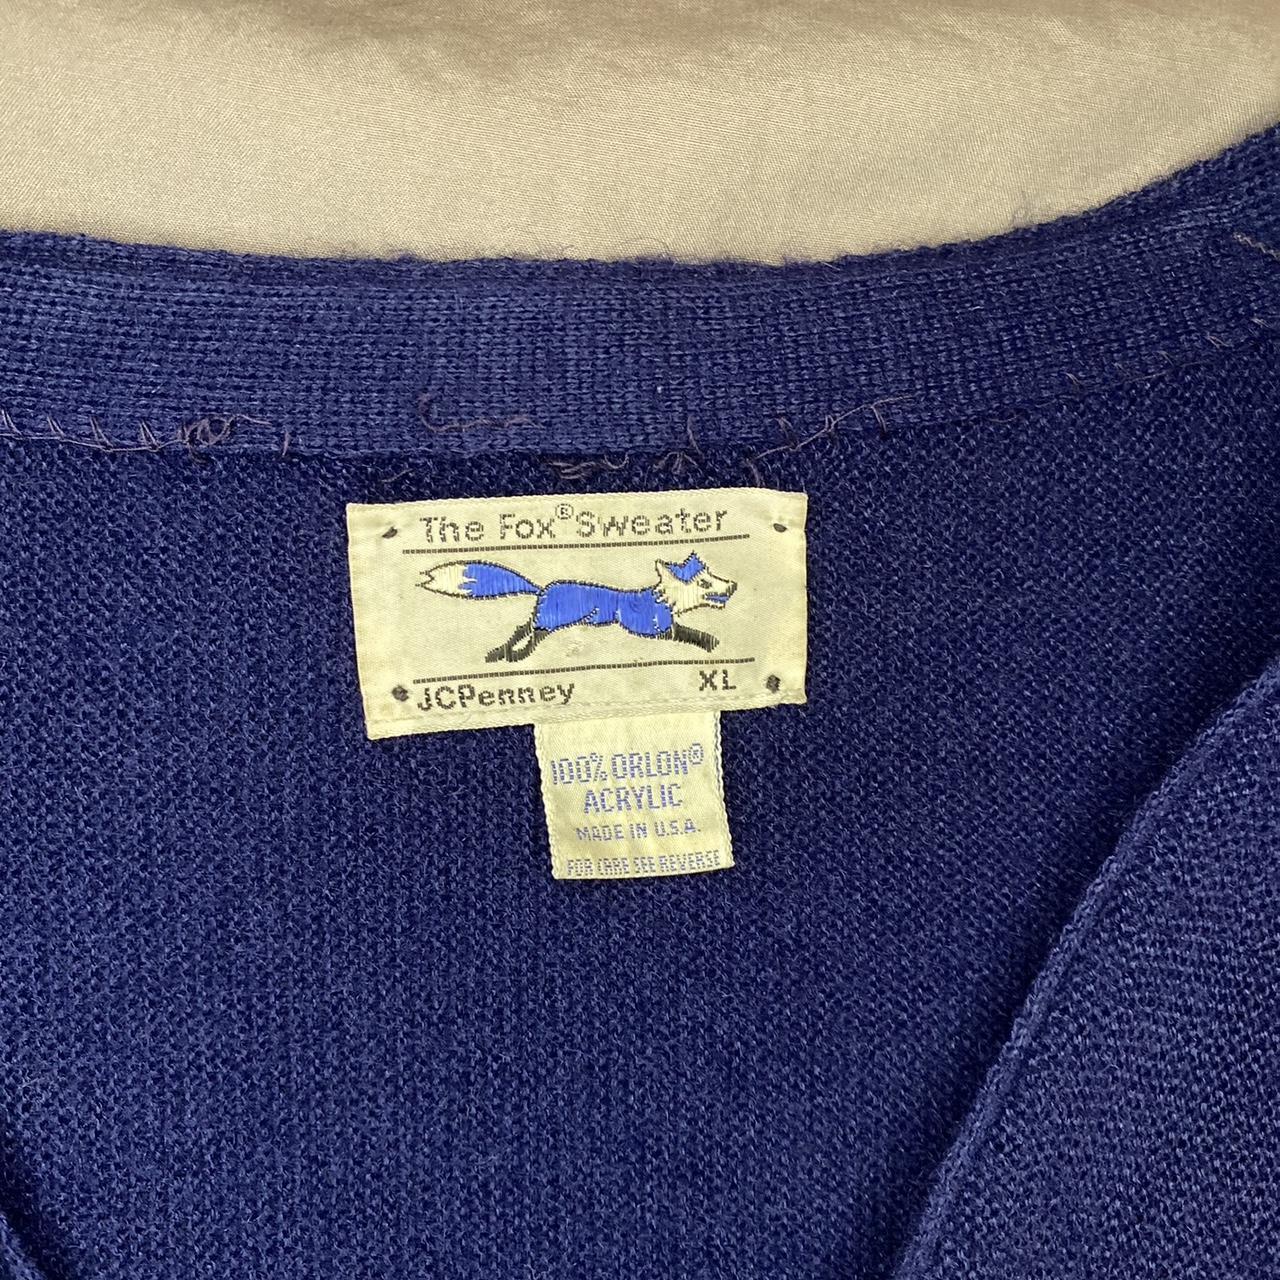 The Fox® Sweater
JCPenney XL
100% ORLON®
ACRYLIC
MADE IN U.S.A.
FOR CARE SEE REVERSE